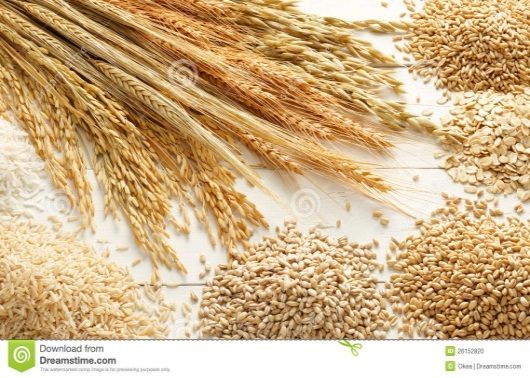 Download from
Dreamstime.com
This watermarked comp image is for previewing purposes only.
26152820
© Okea | Dreamstime.com